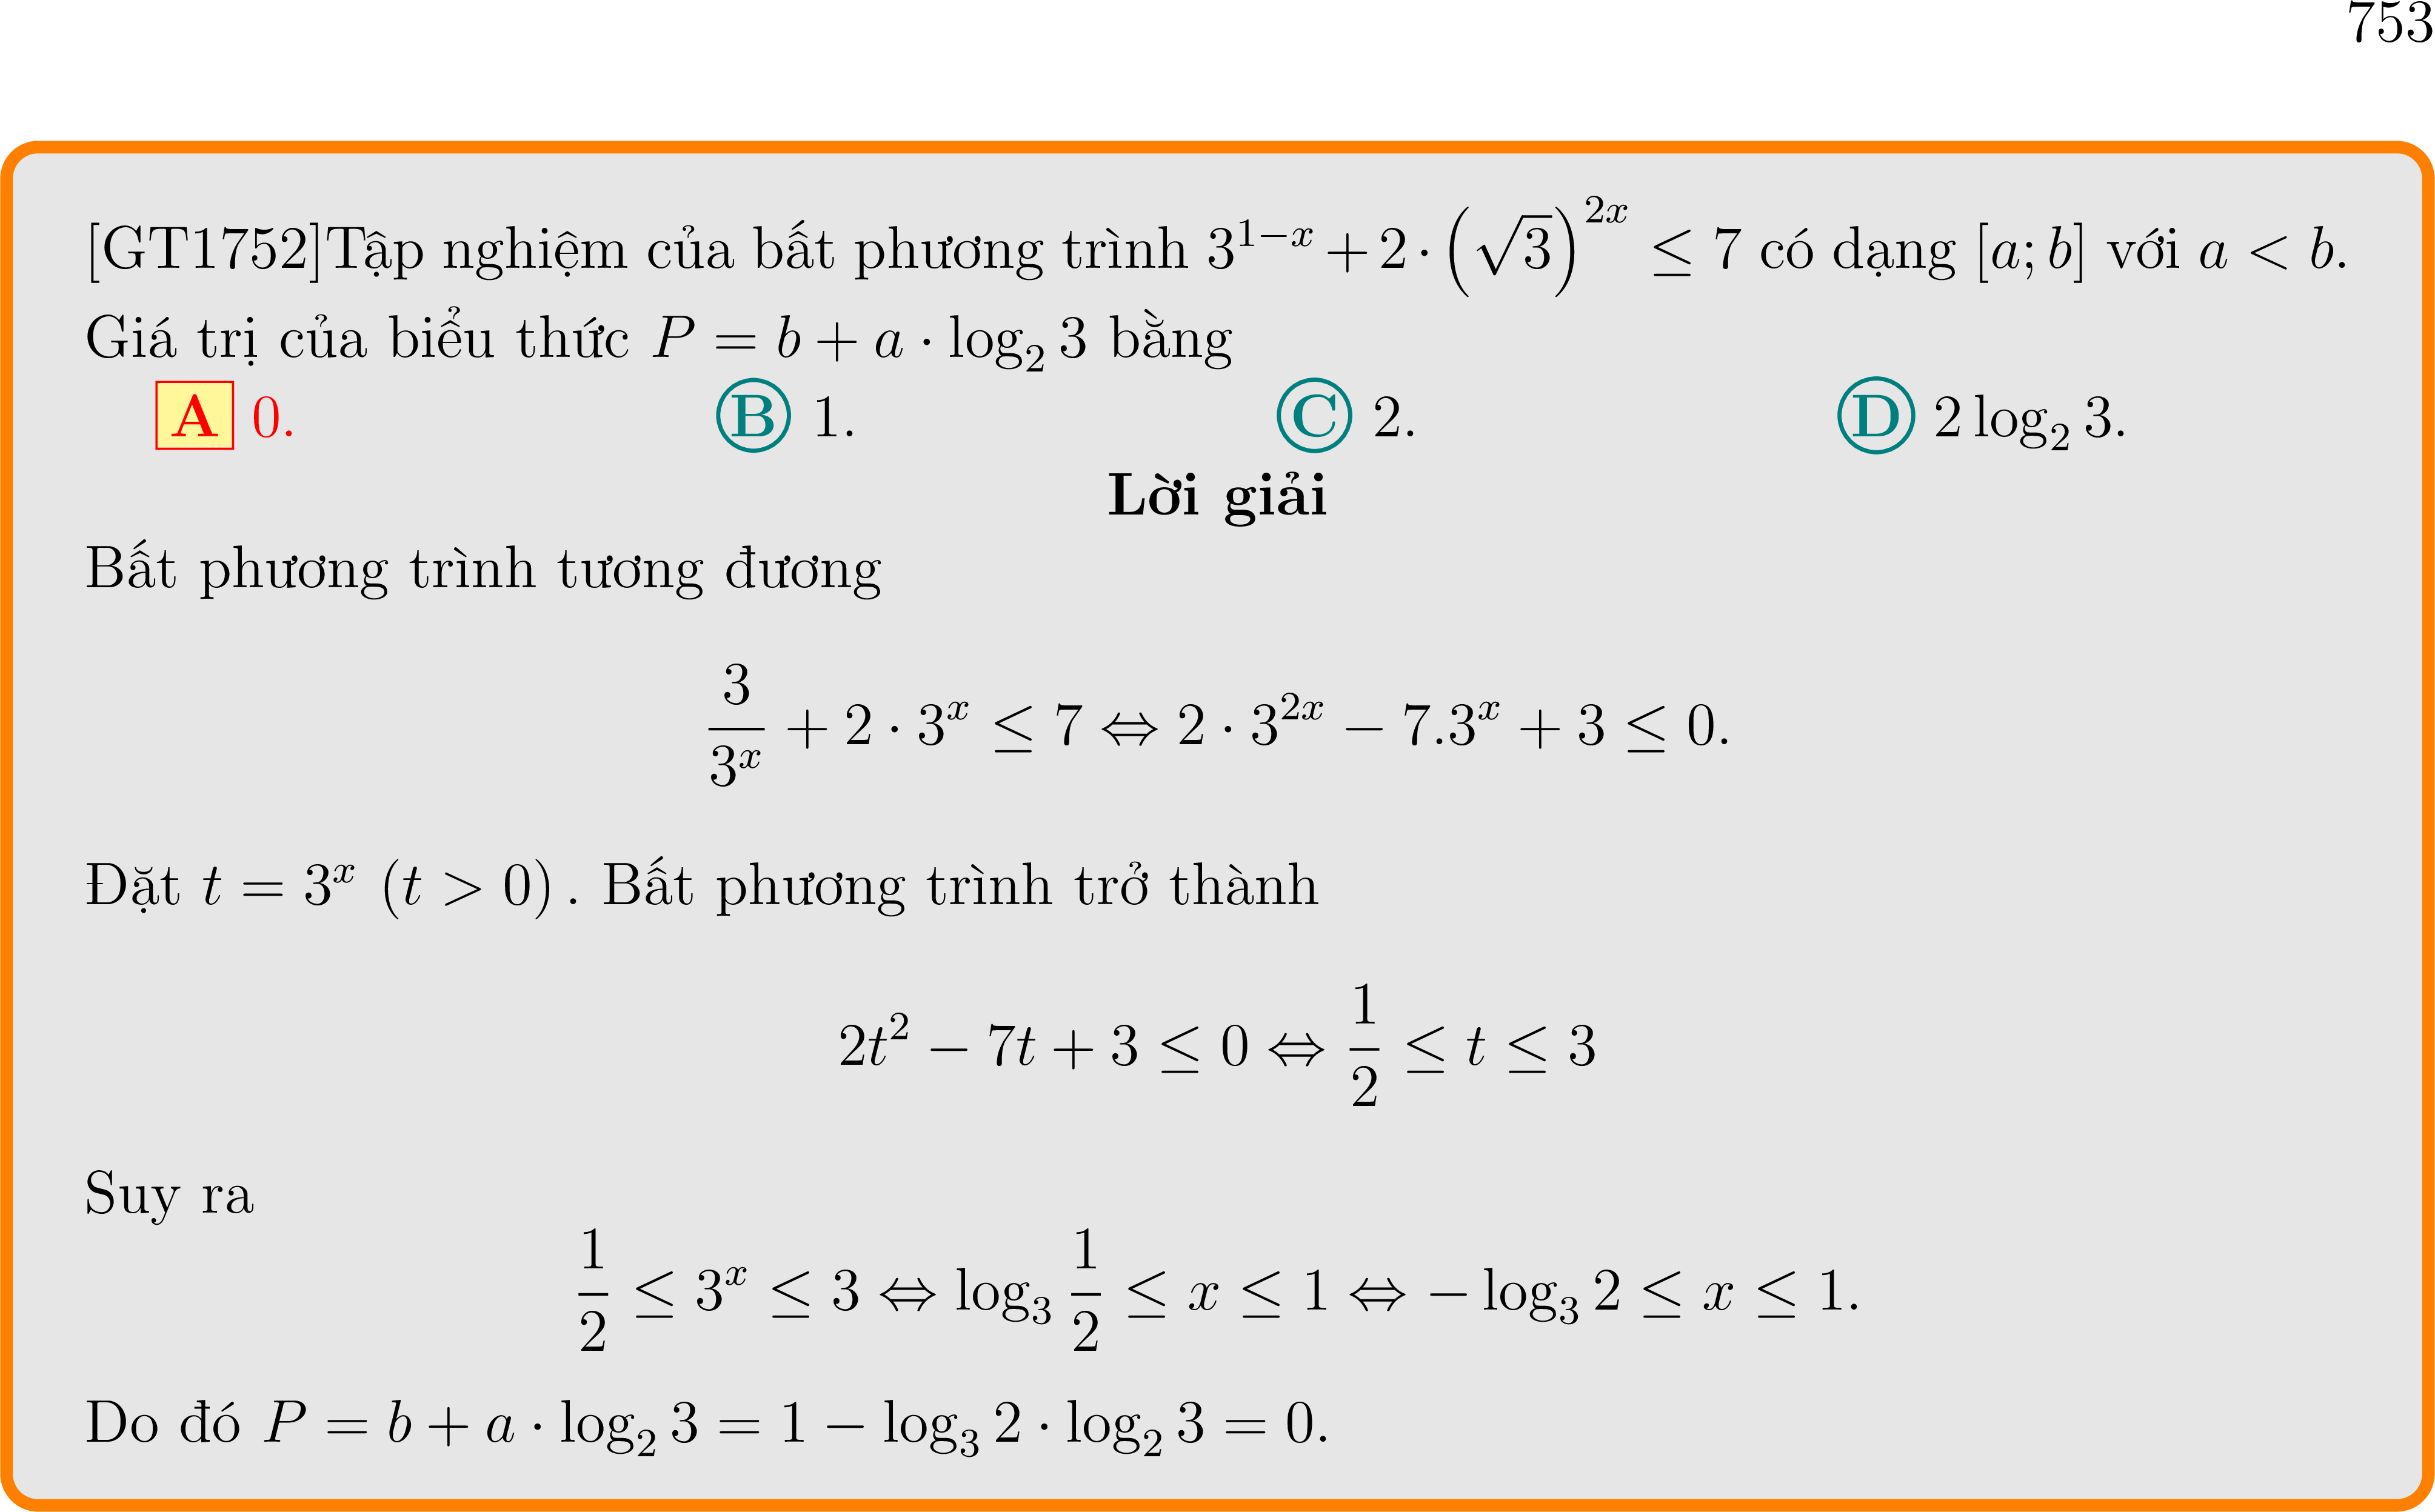 753
[GT1752]Tập nghiệm của bất phương trình $3^{1-x} + 2 \cdot \left(\sqrt{3}\right)^{2x} \leq 7$ có dạng $[a; b]$ với $a < b$.
Giá trị của biểu thức $P = b + a \cdot \log_2 3$ bằng
A 0. B 1. C 2. D $2 \log_2 3$.
Lời giải
Bất phương trình tương đương
$\frac{3}{3^x} + 2 \cdot 3^x \leq 7 \Leftrightarrow 2 \cdot 3^{2x} - 7.3^x + 3 \leq 0.$
Đặt $t = 3^x$ $(t > 0)$. Bất phương trình trở thành
$2t^2 - 7t + 3 \leq 0 \Leftrightarrow \frac{1}{2} \leq t \leq 3$
Suy ra
$\frac{1}{2} \leq 3^x \leq 3 \Leftrightarrow \log_3 \frac{1}{2} \leq x \leq 1 \Leftrightarrow -\log_3 2 \leq x \leq 1.$
Do đó $P = b + a \cdot \log_2 3 = 1 - \log_3 2 \cdot \log_2 3 = 0.$